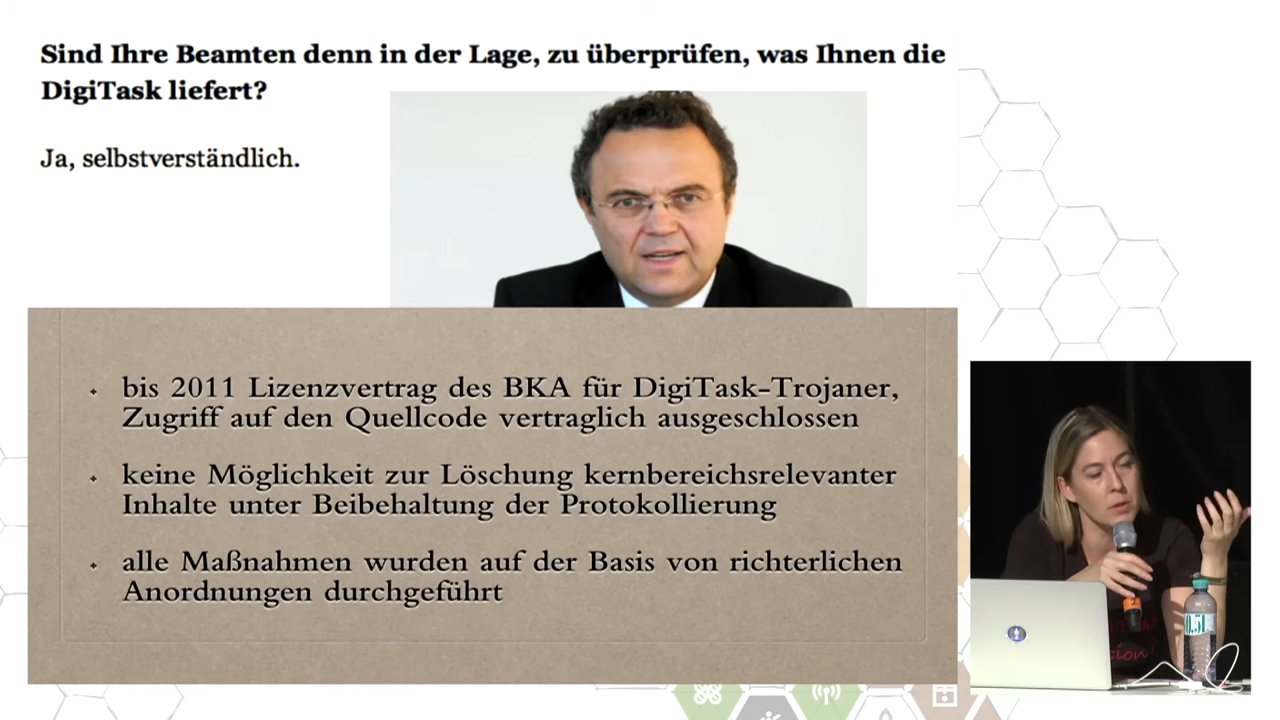 Sind Ihre Beamten denn in der Lage, zu überprüfen, was Ihnen die
DigiTask liefert?
Ja, selbstverständlich.
bis 2011 Lizenzvertrag des BKA für DigiTask-Trojaner,
Zugriff auf den Quellcode vertraglich ausgeschlossen
keine Möglichkeit zur Löschung kernbereichsrelevanter
Inhalte unter Beibehaltung der Protokollierung
alle Maßnahmen wurden auf der Basis von richterlichen
Anordnungen durchgeführt
0.5L